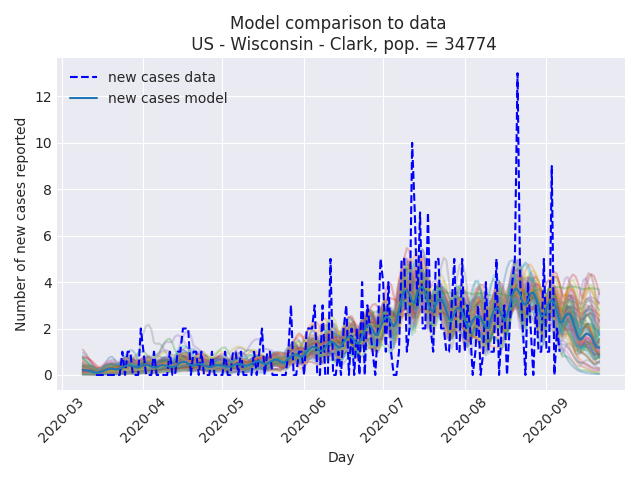 Model comparison to data
US - Wisconsin - Clark, pop. = 34774
new cases data
new cases model
Number of new cases reported
12
10
8
6
4
2
0
2020-03
2020-04
2020-05
2020-06
2020-07
2020-08
2020-09
Day